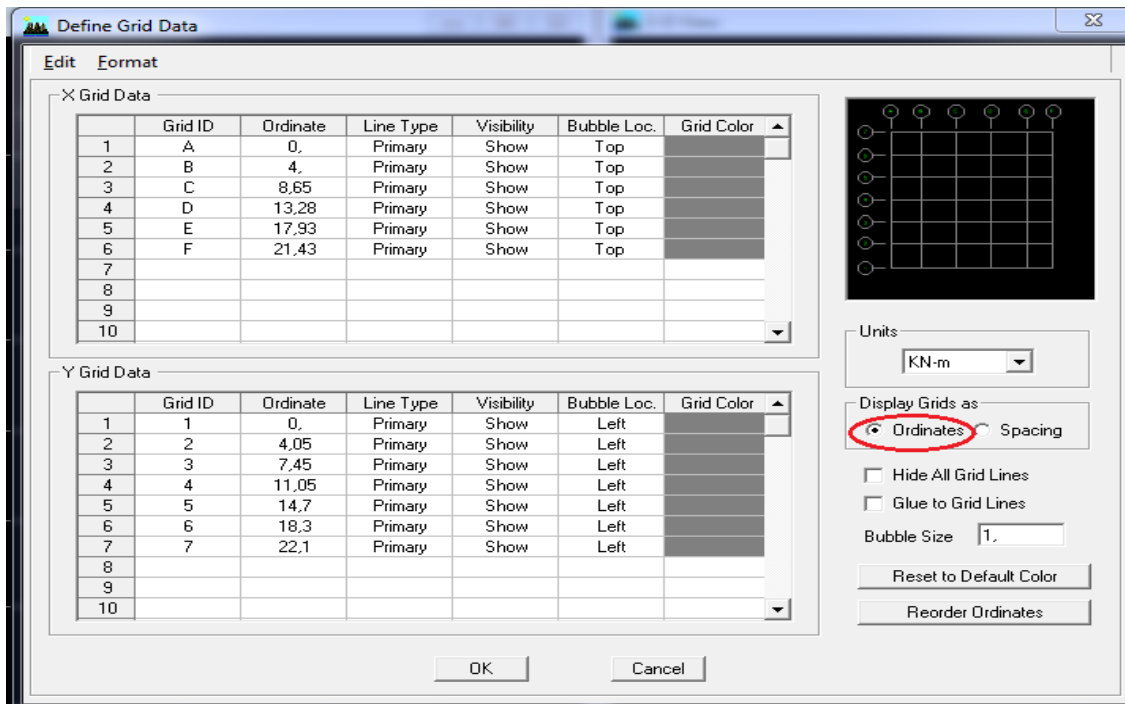 Define Grid Data
Edit Format
X Grid Data
Grid ID Ordinate Line Type Visibility Bubble Loc. Grid Color
1 A 0, Primary Show Top
2 B 4, Primary Show Top
3 C 8,65 Primary Show Top
4 D 13,28 Primary Show Top
5 E 17,93 Primary Show Top
6 F 21,43 Primary Show Top
7
8
9
10
Y Grid Data
Grid ID Ordinate Line Type Visibility Bubble Loc. Grid Color
1 1 0, Primary Show Left
2 2 4,05 Primary Show Left
3 3 7,45 Primary Show Left
4 4 11,05 Primary Show Left
5 5 14,7 Primary Show Left
6 6 18,3 Primary Show Left
7 7 22,1 Primary Show Left
8
9
10
Units
KN-m
Display Grids as
Ordinates Spacing
Hide All Grid Lines
Glue to Grid Lines
Bubble Size 1,
Reset to Default Color
Reorder Ordinates
OK Cancel